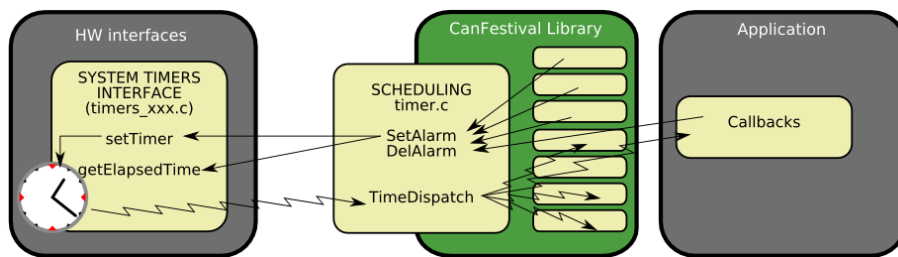 HW interfaces
SYSTEM TIMERS
INTERFACE
(timers_xxx.c)
setTimer
getElapsedTime
CanFestival Library
SCHEDULING
timer.c
SetAlarm
DelAlarm
TimeDispatch
Application
Callbacks